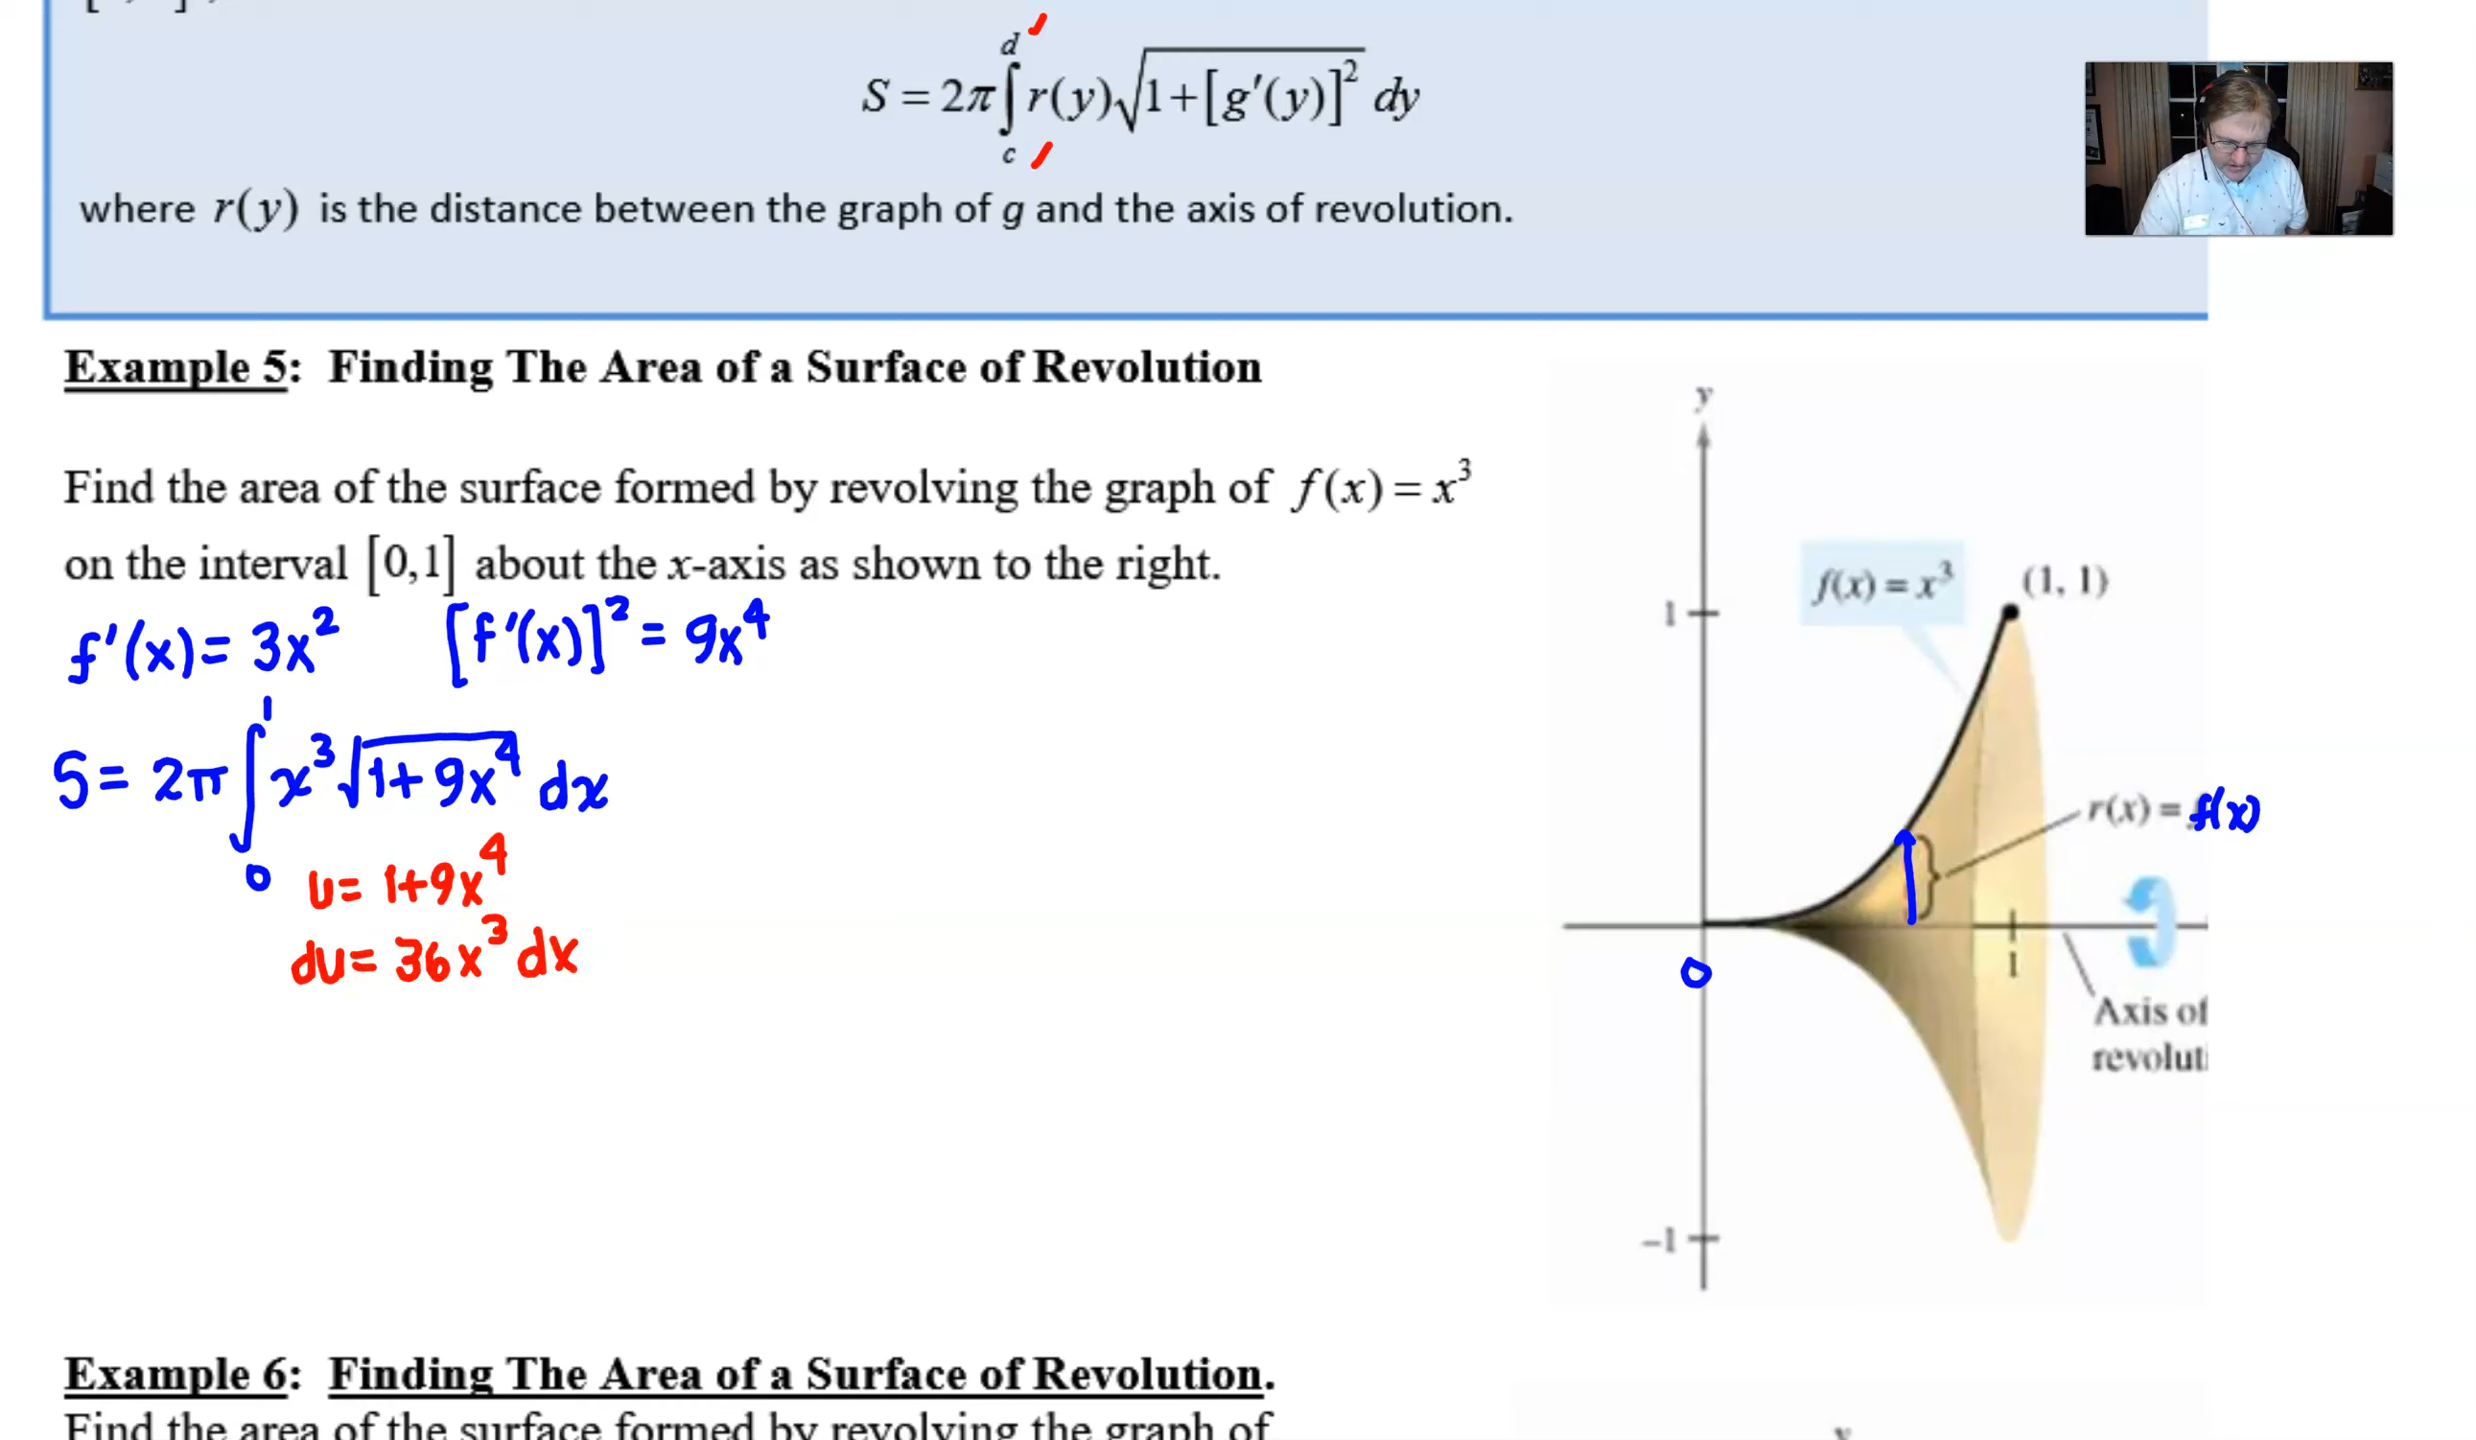 S = 2π ∫_c^d r(y)√(1+[g′(y)]²) dy
where r(y) is the distance between the graph of g and the axis of revolution.
Example 5: Finding The Area of a Surface of Revolution
Find the area of the surface formed by revolving the graph of f(x) = x³
on the interval [0,1] about the x-axis as shown to the right.
f'(x) = 3x² [f'(x)]² = 9x⁴
S = 2π ∫_0^1 x³√(1+9x⁴) dx
u = 1+9x⁴
du = 36x³ dx
y
f(x) = x³ (1, 1)
1
r(x) = f(x)
0
1
Axis of
revoluti
-1
Example 6: Finding The Area of a Surface of Revolution.
Find the area of the surface formed by revolving the graph of
y